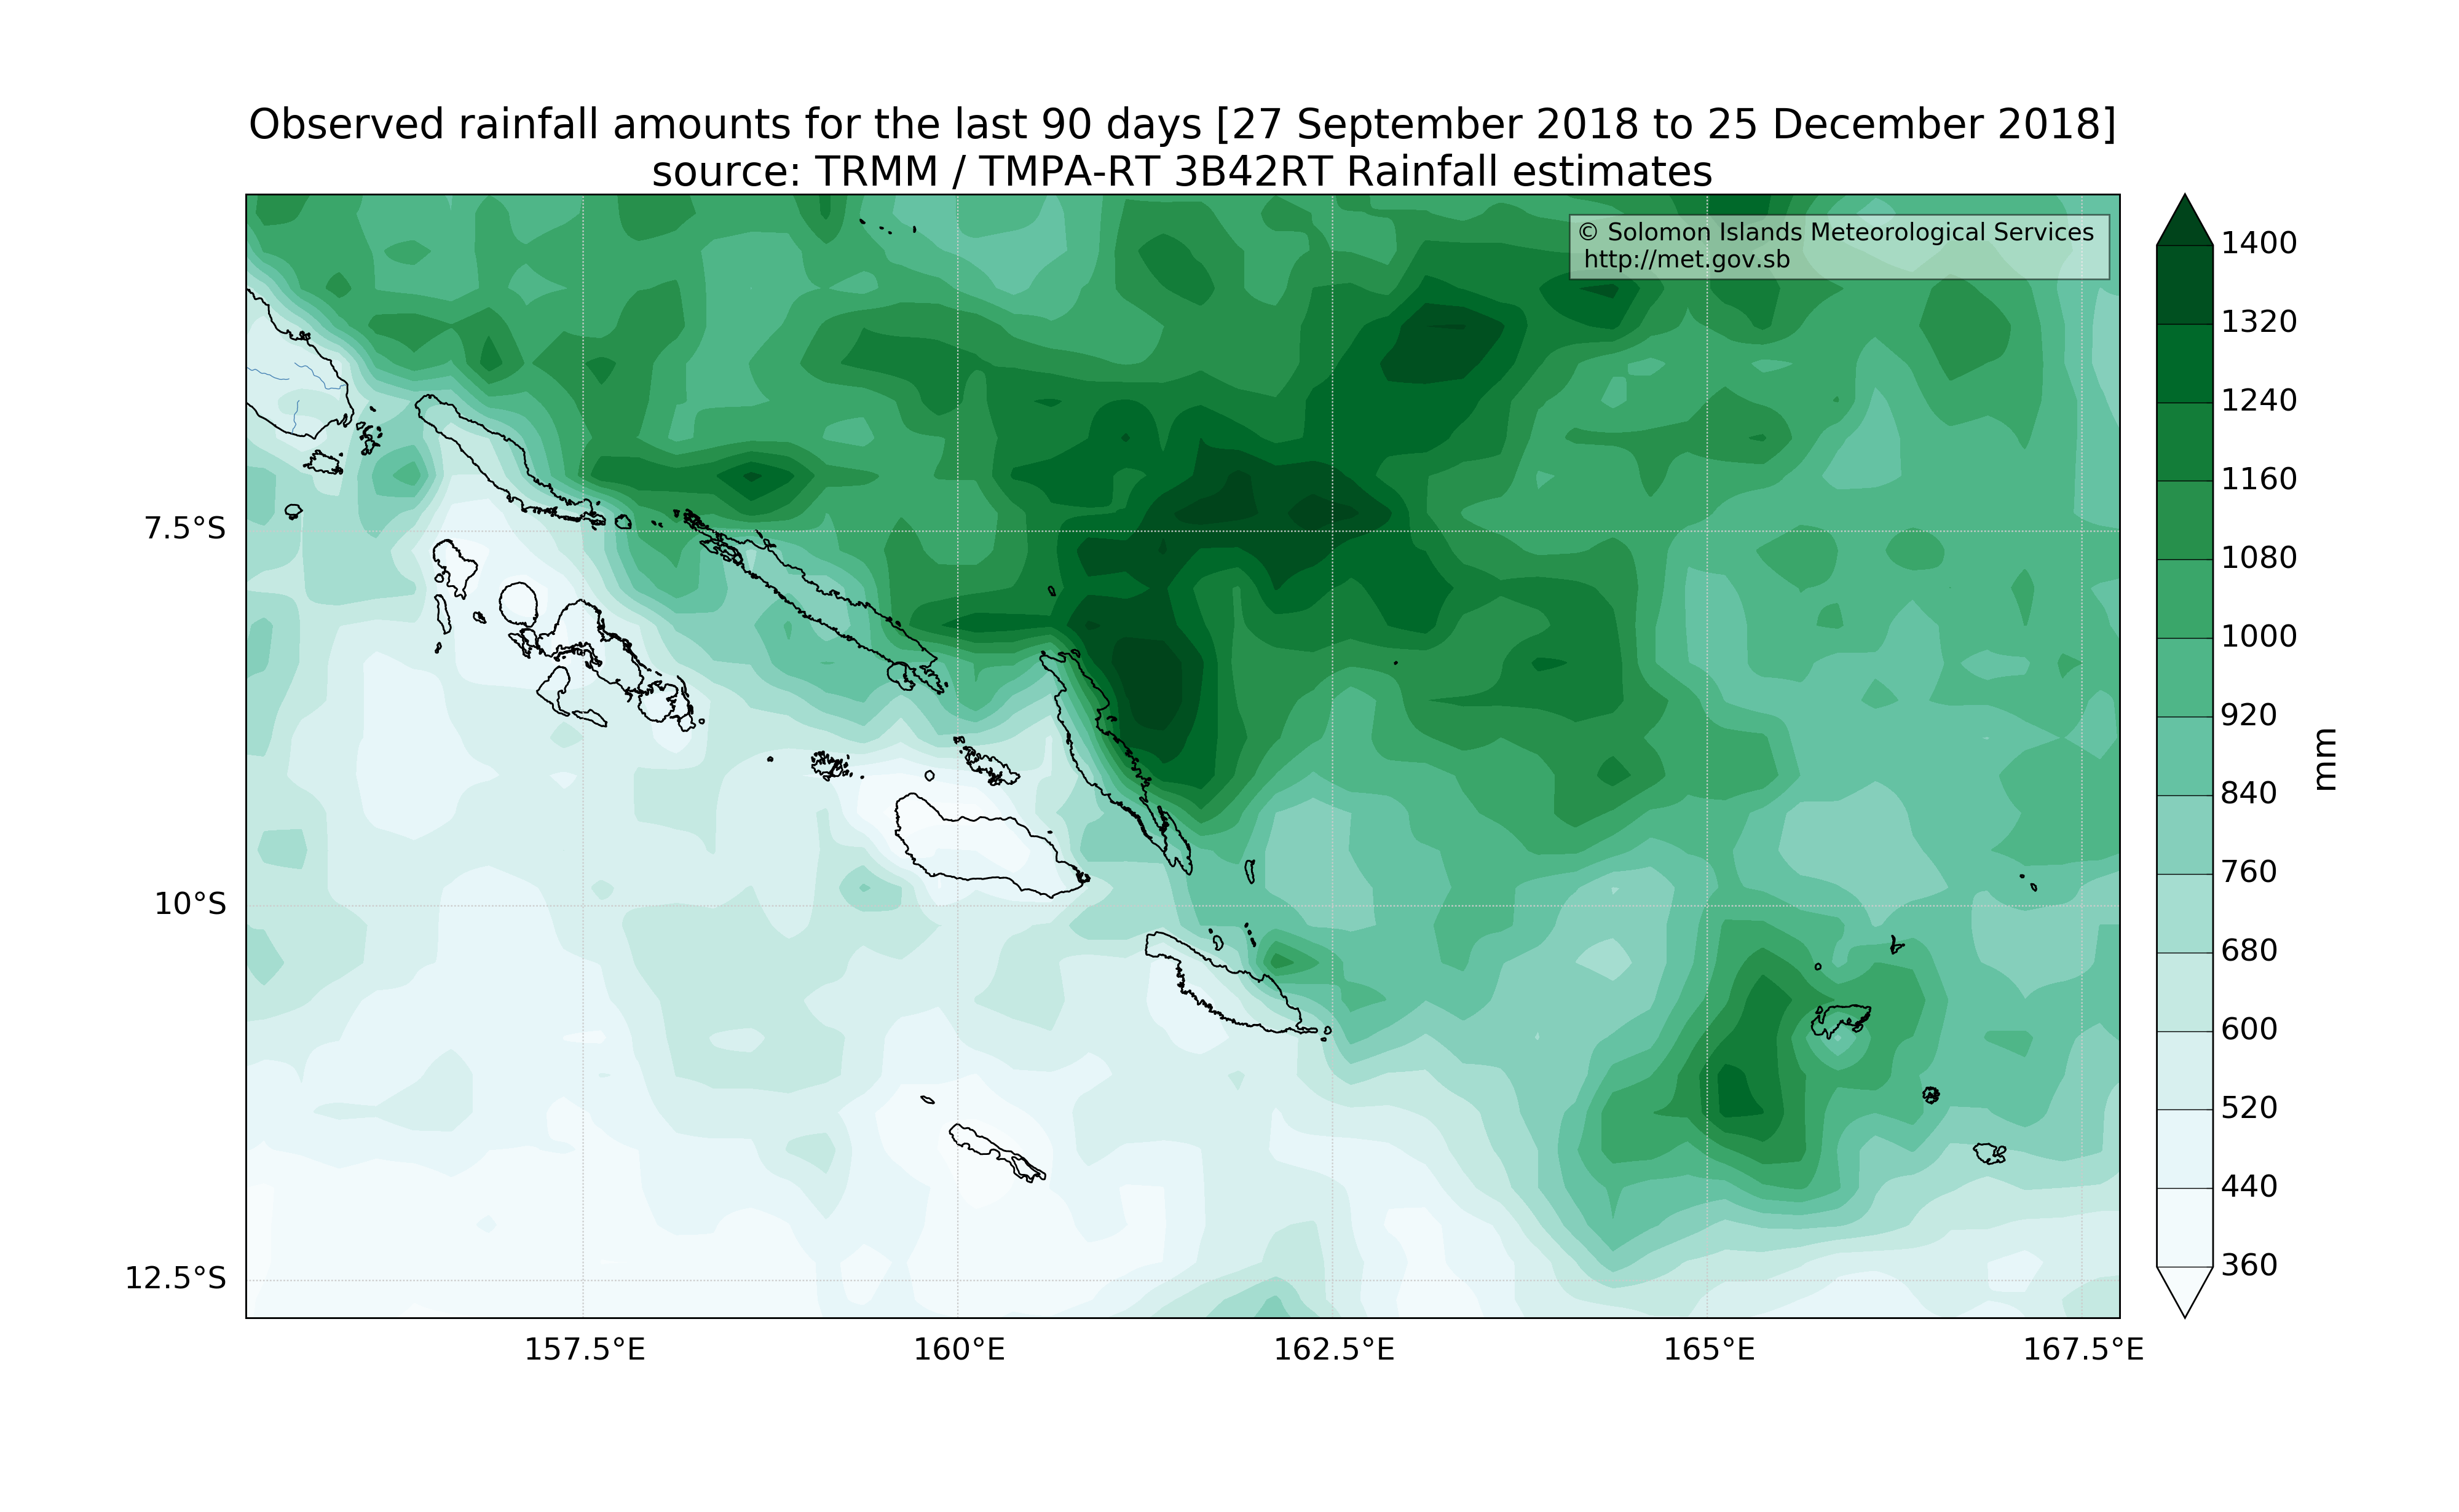 Observed rainfall amounts for the last 90 days [27 September 2018 to 25 December 2018]
source: TRMM / TMPA-RT 3B42RT Rainfall estimates
© Solomon Islands Meteorological Services
http://met.gov.sb
7.5°S
10°S
12.5°S
157.5°E
160°E
162.5°E
165°E
167.5°E
1400
1320
1240
1160
1080
1000
920
840
760
680
600
520
440
360
mm